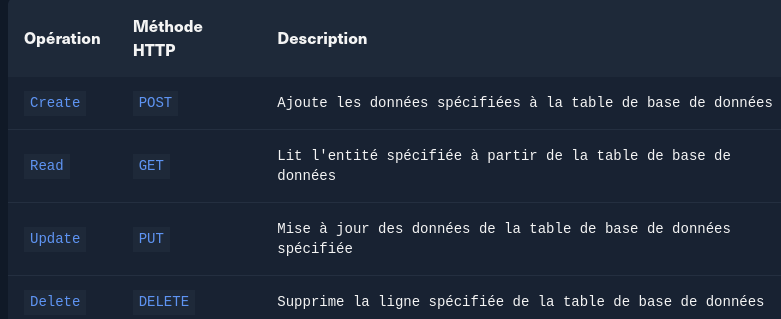 Opération Méthode HTTP Description
Create POST Ajoute les données spécifiées à la table de base de données
Read GET Lit l'entité spécifiée à partir de la table de base de
données
Update PUT Mise à jour des données de la table de base de données
spécifiée
Delete DELETE Supprime la ligne spécifiée de la table de base de données